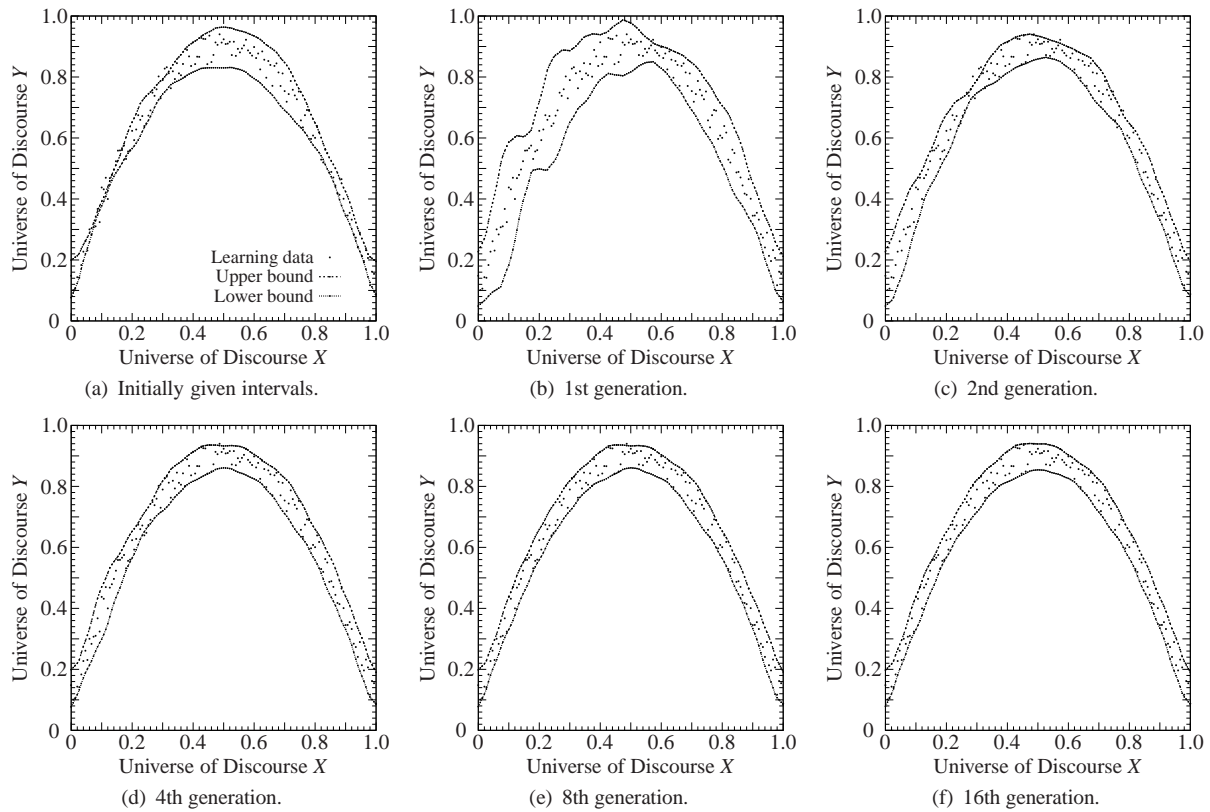 1.0
0.8
0.6
0.4
0.2
0
Universe of Discourse Y
Learning data
Upper bound
Lower bound
0 0.2 0.4 0.6 0.8 1.0
Universe of Discourse X
(a) Initially given intervals.
1.0
0.8
0.6
0.4
0.2
0
Universe of Discourse Y
0 0.2 0.4 0.6 0.8 1.0
Universe of Discourse X
(b) 1st generation.
1.0
0.8
0.6
0.4
0.2
0
Universe of Discourse Y
0 0.2 0.4 0.6 0.8 1.0
Universe of Discourse X
(c) 2nd generation.
1.0
0.8
0.6
0.4
0.2
0
Universe of Discourse Y
0 0.2 0.4 0.6 0.8 1.0
Universe of Discourse X
(d) 4th generation.
1.0
0.8
0.6
0.4
0.2
0
Universe of Discourse Y
0 0.2 0.4 0.6 0.8 1.0
Universe of Discourse X
(e) 8th generation.
1.0
0.8
0.6
0.4
0.2
0
Universe of Discourse Y
0 0.2 0.4 0.6 0.8 1.0
Universe of Discourse X
(f) 16th generation.